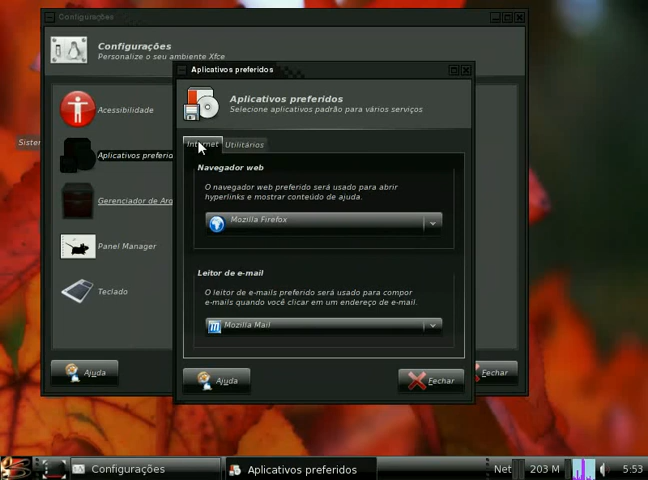 Configurações
Configurações
Personalize o seu ambiente Xfce
Aplicativos preferidos
Aplicativos preferidos
Selecione aplicativos padrão para vários serviços
Acessibilidade
Sister
Aplicativos preferio
Gerenciador de Arq
Panel Manager
Teclado
Internet
Utilitários
Navegador web
O navegador web preferido será usado para abrir
hyperlinks e mostrar conteúdo de ajuda.
Mozilla Firefox
Leitor de e-mail
O leitor de e-mails preferido será usado para compor
e-mails quando você clicar em um endereço de e-mail.
Mozilla Mail
Ajuda
Ajuda
Fechar
Fechar
Configurações
Aplicativos preferidos
Net
203 M
5:53